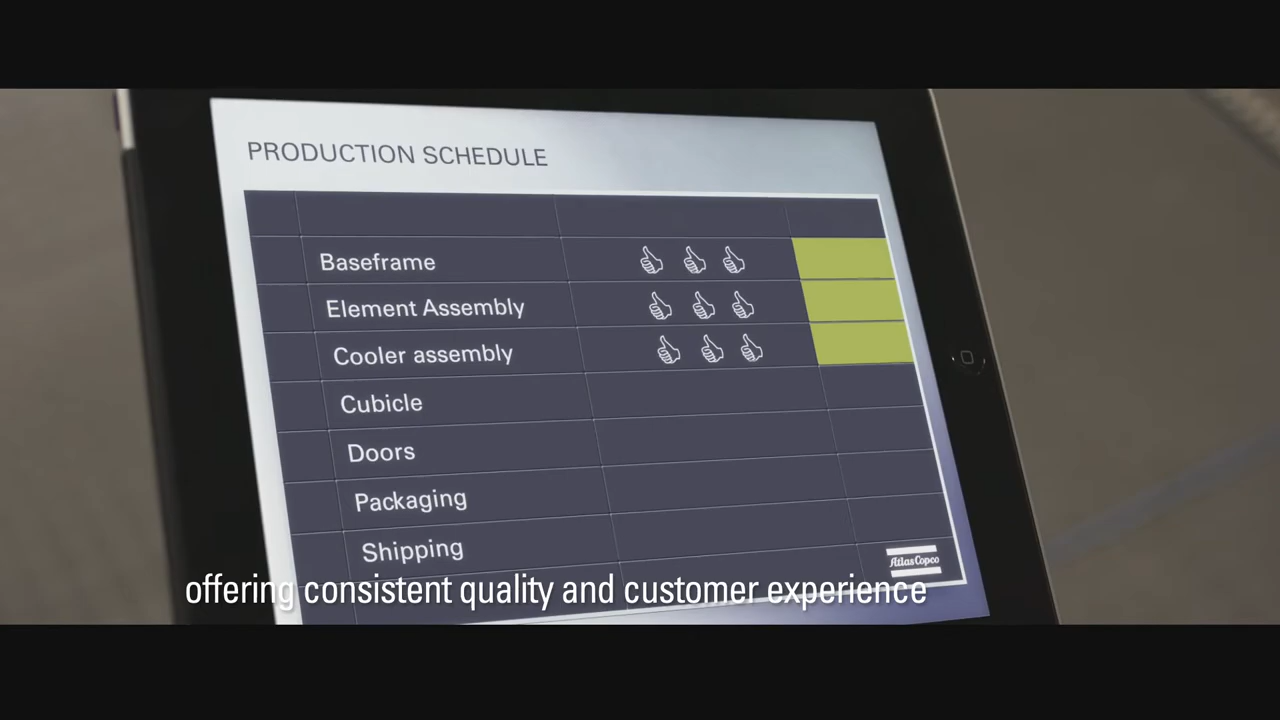 PRODUCTION SCHEDULE
Baseframe
Element Assembly
Cooler assembly
Cubicle
Doors
Packaging
Shipping
Atlas Copco
offering consistent quality and customer experience